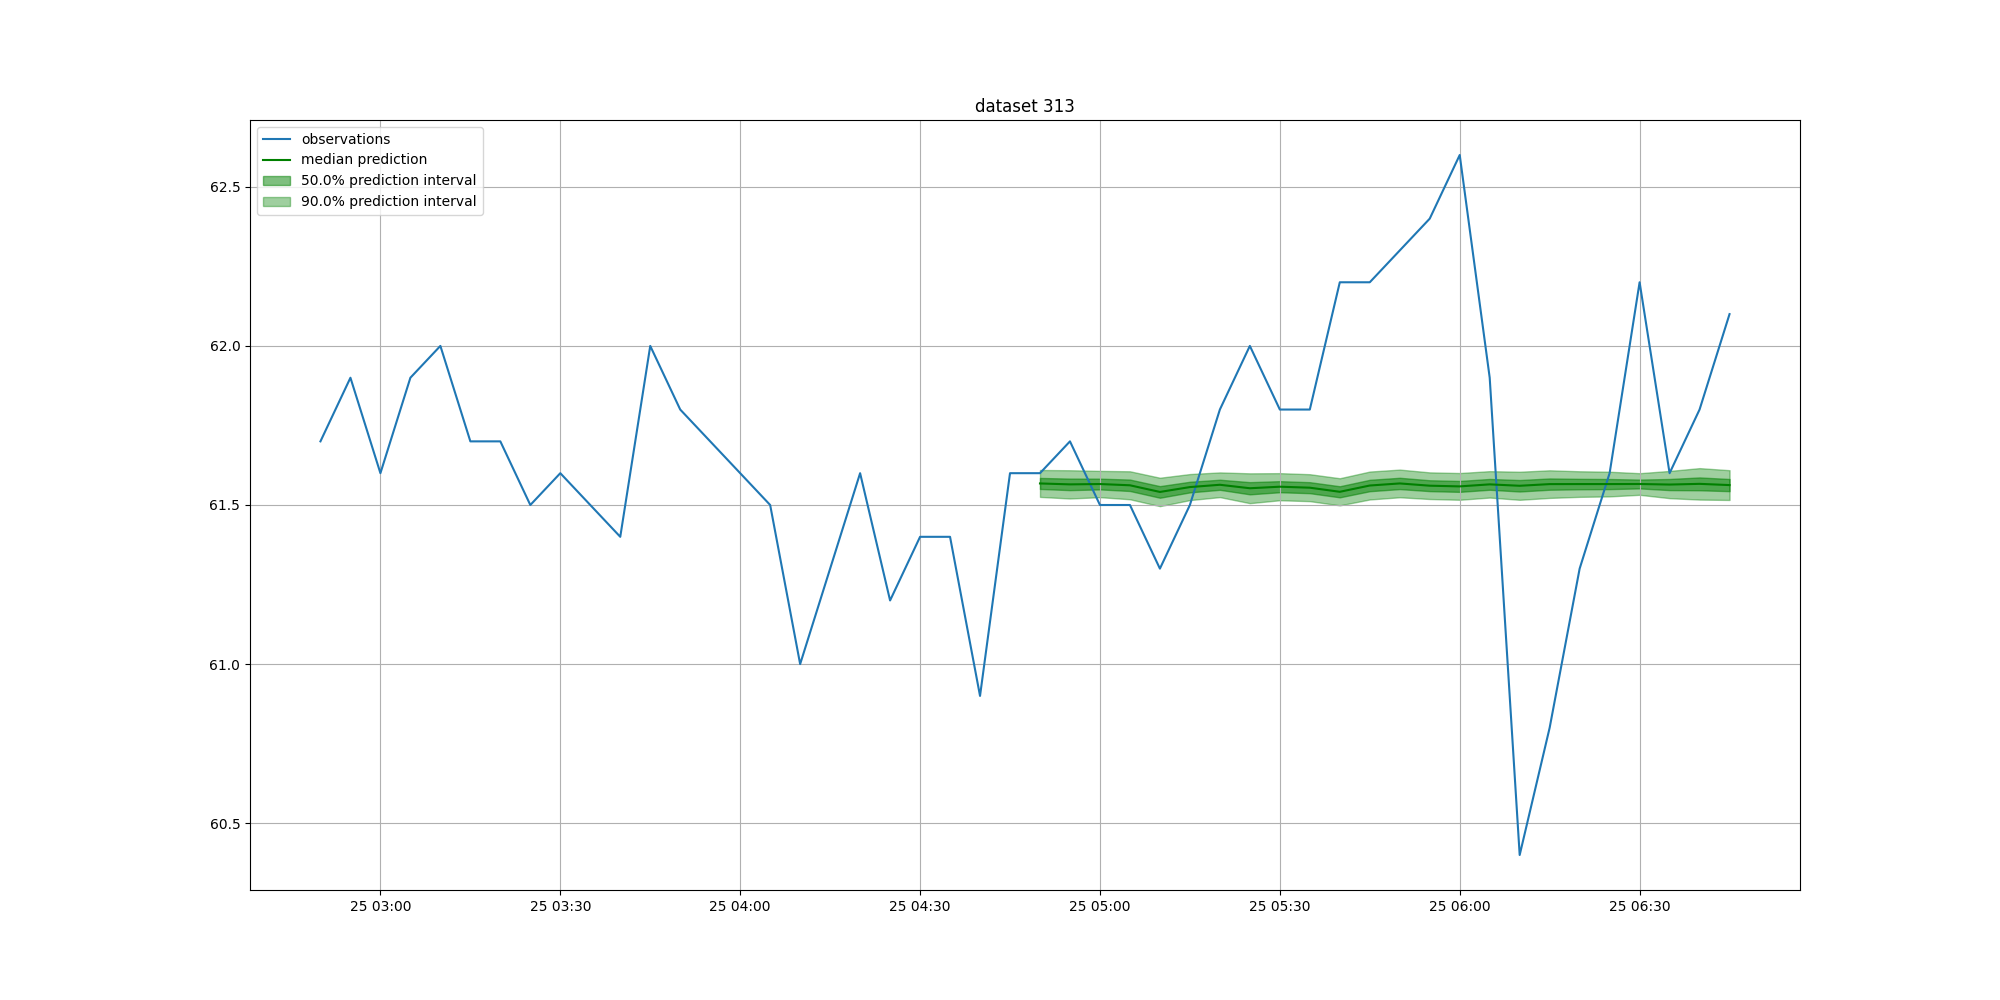 dataset 313
observations
median prediction
50.0% prediction interval
90.0% prediction interval
62.5
62.0
61.5
61.0
60.5
25 03:00 25 03:30 25 04:00 25 04:30 25 05:00 25 05:30 25 06:00 25 06:30